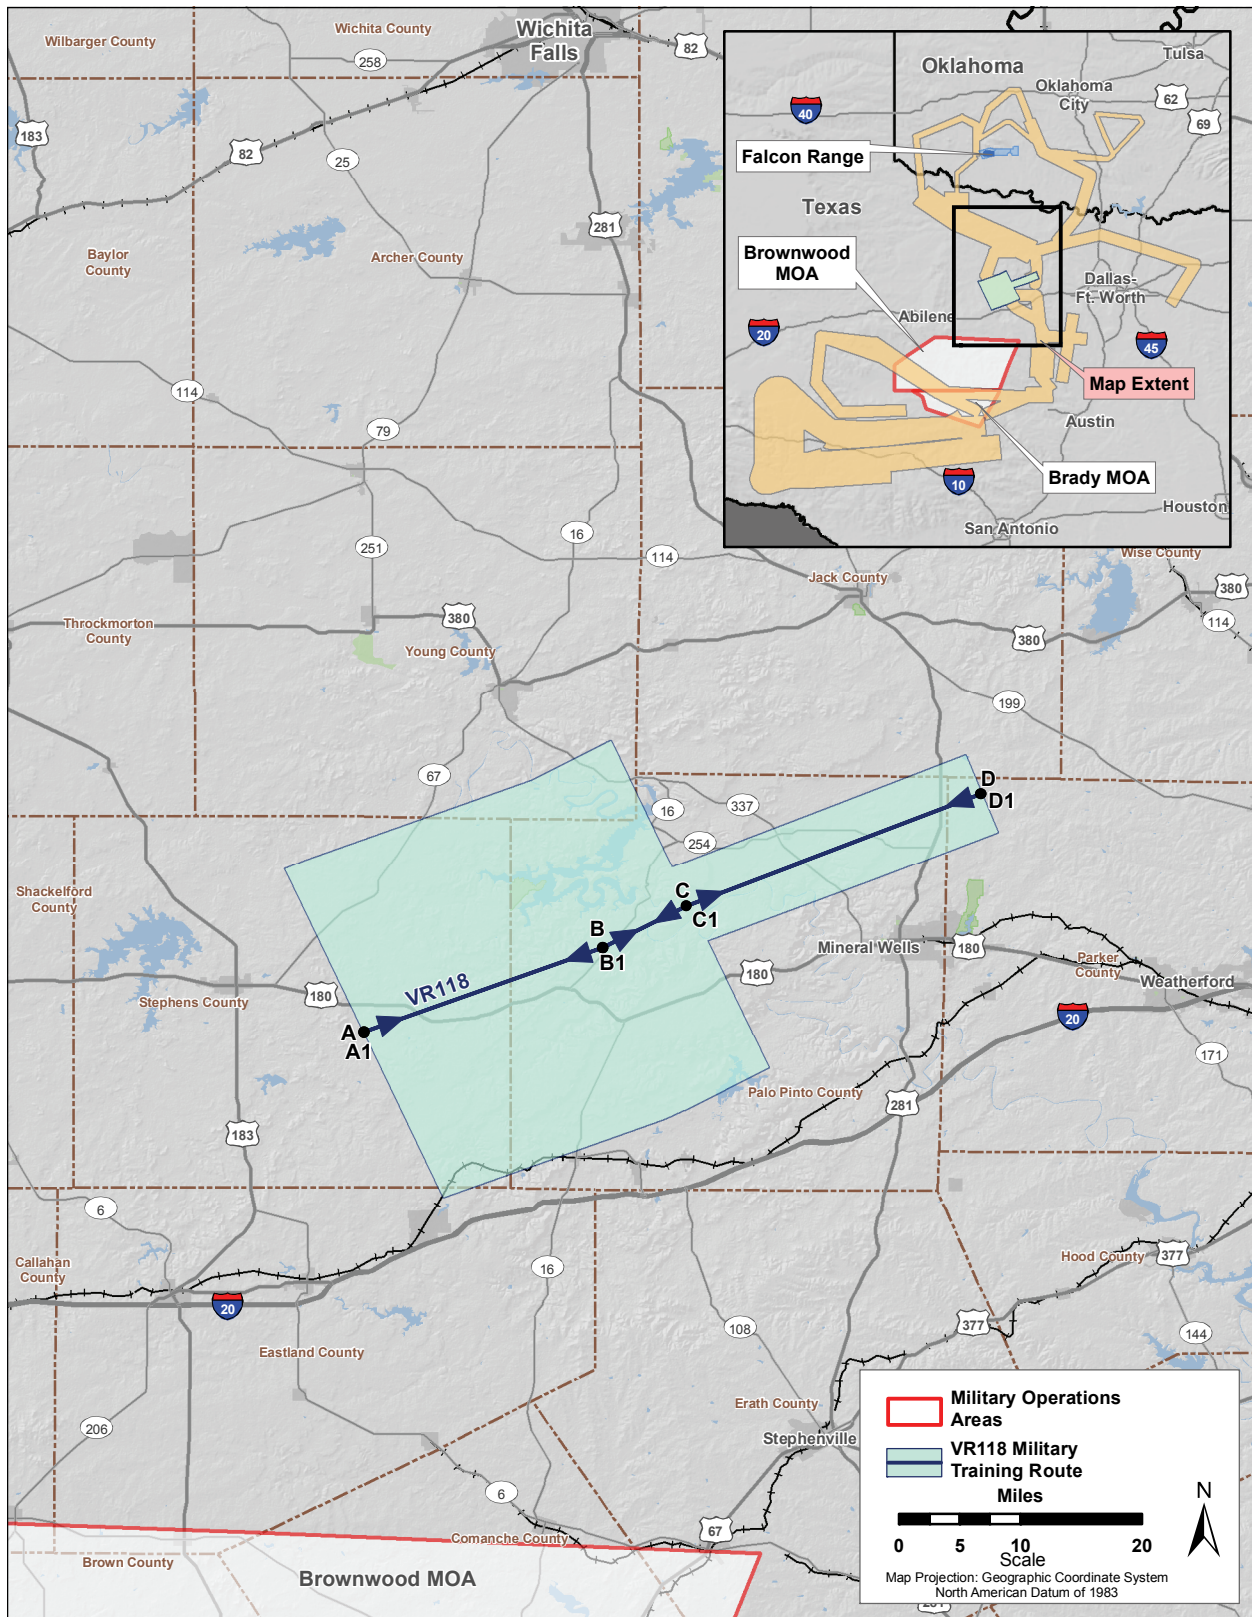 Wilbarger County
Wichita County
Wichita
Falls
258
82
183
82
25
281
Baylor
County
Archer County
114
79
251
16
114
Jack County
Wise County
380
114
380
380
Throckmorton
County
Young County
199
67
16
337
254
D
D1
C
C1
B
B1
A
A1
VR118
Shackelford
County
Stephens County
180
180
Mineral Wells
180
Parker
County
Weatherford
20
171
Palo Pinto County
281
183
6
Callahan
County
20
16
Hood County
377
377
144
108
Eastland County
206
Erath County
Stephenville
6
67
Comanche County
Brown County
Brownwood MOA
Oklahoma
Tulsa
Oklahoma
City
62
69
40
Falcon Range
Texas
Brownwood
MOA
Dallas-
Ft. Worth
Abilene
20
45
Map Extent
Austin
Brady MOA
10
Houston
San Antonio
Military Operations
Areas
VR118 Military
Training Route
Miles
0 5 10 20
Scale
N
Map Projection: Geographic Coordinate System
North American Datum of 1983